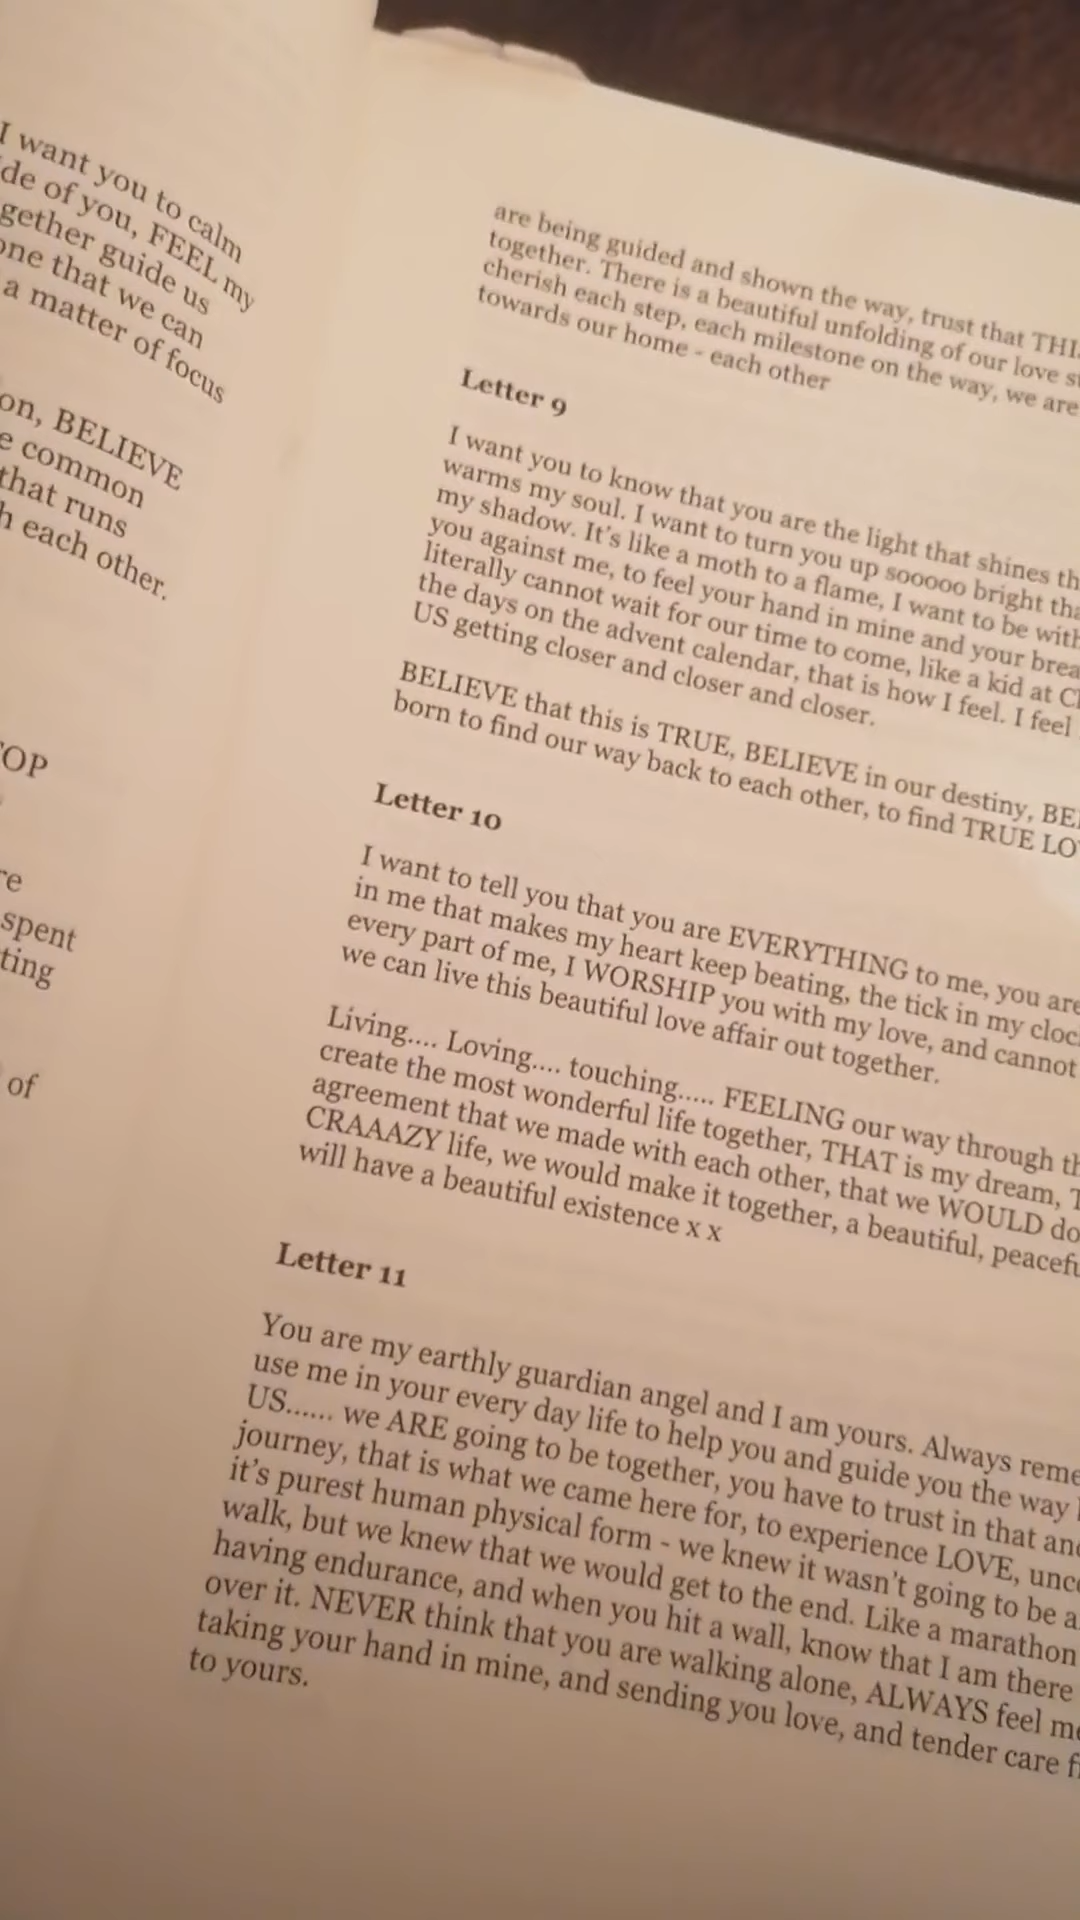 I want you to calm
de of you, FEEL my
gether guide us
one that we can
a matter of focus
on, BELIEVE
e common
that runs
h each other.
TOP
re
spent
ting
of
are being guided and shown the way, trust that THI
together. There is a beautiful unfolding of our love s
cherish each step, each milestone on the way, we are
towards our home - each other
Letter 9
I want you to know that you are the light that shines th
warms my soul. I want to turn you up sooooo bright tha
my shadow. It's like a moth to a flame, I want to be with
you against me, to feel your hand in mine and your brea
literally cannot wait for our time to come, like a kid at C
the days on the advent calendar, that is how I feel. I feel
US getting closer and closer and closer.
BELIEVE that this is TRUE, BELIEVE in our destiny, BE
born to find our way back to each other, to find TRUE LO
Letter 10
I want to tell you that you are EVERYTHING to me, you are
in me that makes my heart keep beating, the tick in my cloc
every part of me, I WORSHIP you with my love, and cannot
we can live this beautiful love affair out together.
Living.... Loving.... touching..... FEELING our way through th
create the most wonderful life together, THAT is my dream, T
agreement that we made with each other, that we WOULD do
CRAAAZY life, we would make it together, a beautiful, peacefu
will have a beautiful existence x x
Letter 11
You are my earthly guardian angel and I am yours. Always reme
use me in your every day life to help you and guide you the way
US...... we ARE going to be together, you have to trust in that and
journey, that is what we came here for, to experience LOVE, unc
it's purest human physical form - we knew it wasn't going to be a
walk, but we knew that we would get to the end. Like a marathon
having endurance, and when you hit a wall, know that I am there
over it. NEVER think that you are walking alone, ALWAYS feel me
taking your hand in mine, and sending you love, and tender care f
to yours.